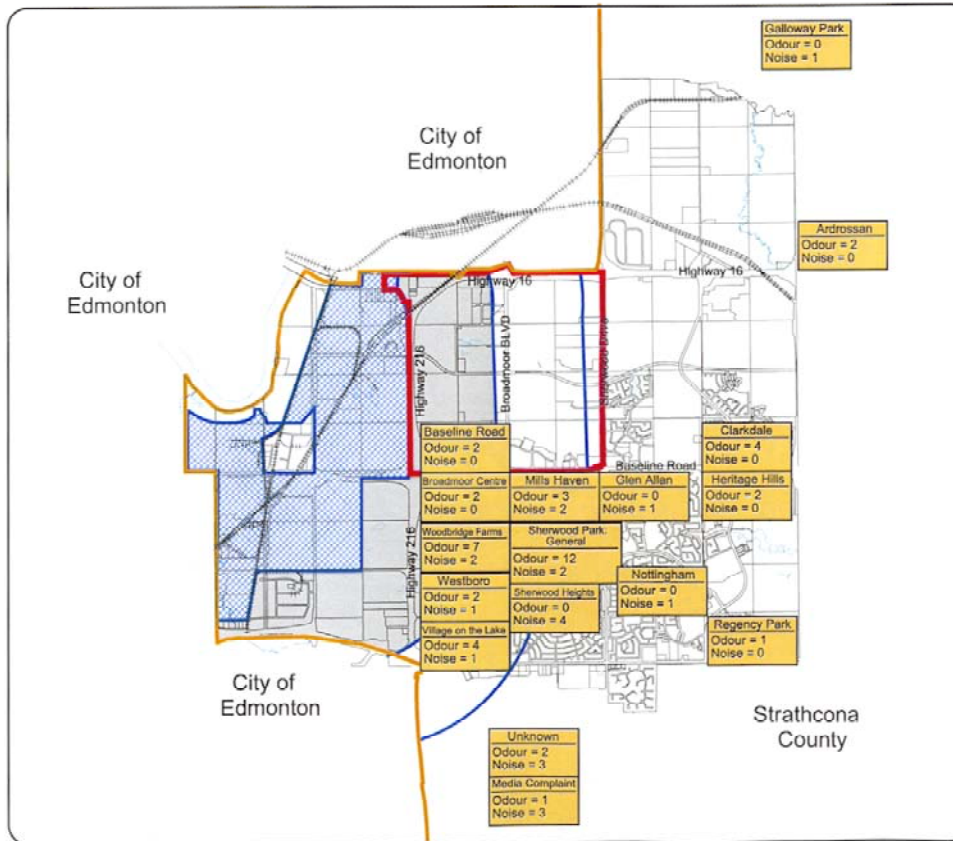 Galloway Park
Odour = 0
Noise = 1
City of
Edmonton
Ardrossan
Odour = 2
Noise = 0
City of
Edmonton
Highway 16
Highway 16
Highway 216
Broadmoor BLVD
Sherwood Drive
Baseline Road
Odour = 2
Noise = 0
Clarkdale
Odour = 4
Noise = 0
Baseline Road
Broadmoor Centre
Odour = 2
Noise = 0
Mills Haven
Odour = 3
Noise = 2
Glen Allan
Odour = 0
Noise = 1
Heritage Hills
Odour = 2
Noise = 0
Highway 216
Woodbridge Farms
Odour = 7
Noise = 2
Sherwood Park:
General
Odour = 12
Noise = 2
Nottingham
Odour = 0
Noise = 1
Westboro
Odour = 2
Noise = 1
Sherwood Heights
Odour = 0
Noise = 4
Village on the Lake
Odour = 4
Noise = 1
Regency Park
Odour = 1
Noise = 0
City of
Edmonton
Strathcona
County
Unknown
Odour = 2
Noise = 3
Media Complaint
Odour = 1
Noise = 3